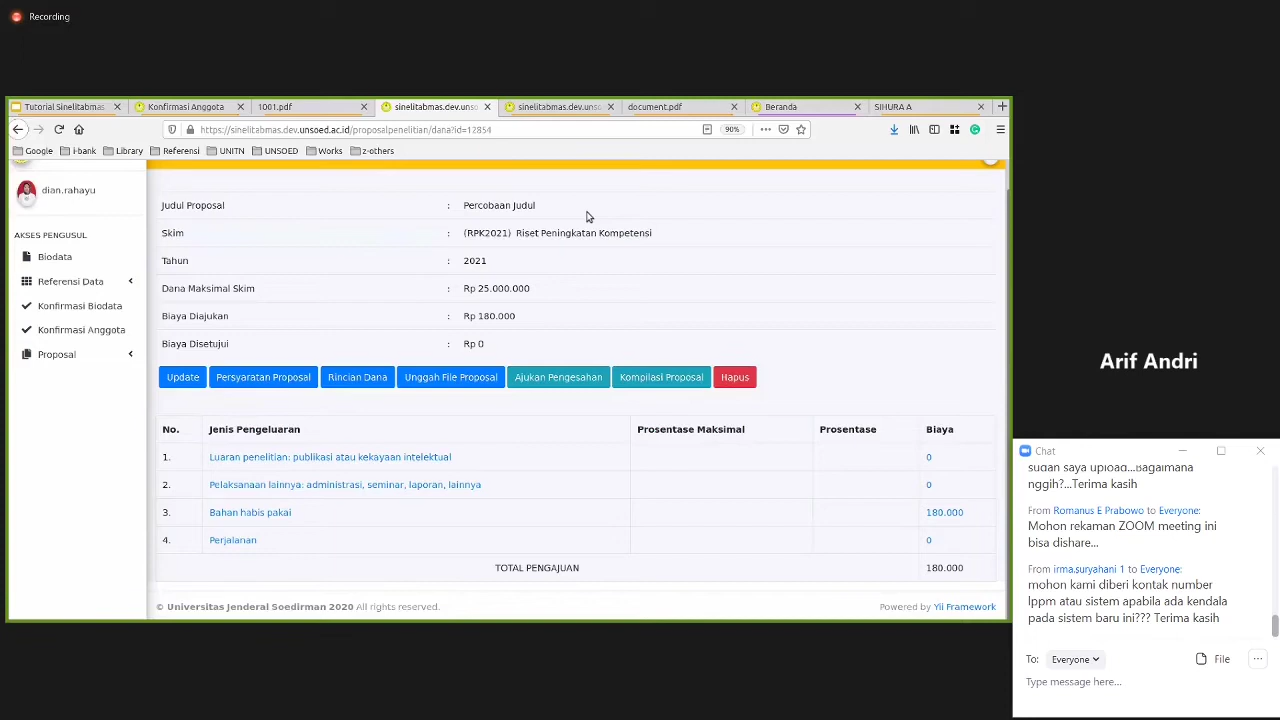 Recording
Tutorial Sinelitabmas
Konfirmasi Anggota
1001.pdf
sinelitabmas.dev.unso
sinelitabmas.dev.unso
document.pdf
Beranda
SIHURA A
https://sinelitabmas.dev.unsoed.ac.id/proposalpenelitian/dana?id=12854
90%
Google
i-bank
Library
Referensi
UNITN
UNSOED
Works
z-others
dian.rahayu
AKSES PENGUSUL
Biodata
Referensi Data
Konfirmasi Biodata
Konfirmasi Anggota
Proposal
Judul Proposal : Percobaan Judul
Skim : (RPK2021) Riset Peningkatan Kompetensi
Tahun : 2021
Dana Maksimal Skim : Rp 25.000.000
Biaya Diajukan : Rp 180.000
Biaya Disetujui : Rp 0
Update
Persyaratan Proposal
Rincian Dana
Unggah File Proposal
Ajukan Pengesahan
Kompilasi Proposal
Hapus
No. Jenis Pengeluaran Prosentase Maksimal Prosentase Biaya
1. Luaran penelitian: publikasi atau kekayaan intelektual 0
2. Pelaksanaan lainnya: administrasi, seminar, laporan, lainnya 0
3. Bahan habis pakai 180.000
4. Perjalanan 0
TOTAL PENGAJUAN 180.000
© Universitas Jenderal Soedirman 2020 All rights reserved.
Powered by Yii Framework
Arif Andri
Chat
sudah saya upload...Bagaimana
nggih?...Terima kasih
From Romanus E Prabowo to Everyone:
Mohon rekaman ZOOM meeting ini
bisa dishare...
From irma.suryahani 1 to Everyone:
mohon kami diberi kontak number
lppm atau sistem apabila ada kendala
pada sistem baru ini??? Terima kasih
To: Everyone
File
Type message here...